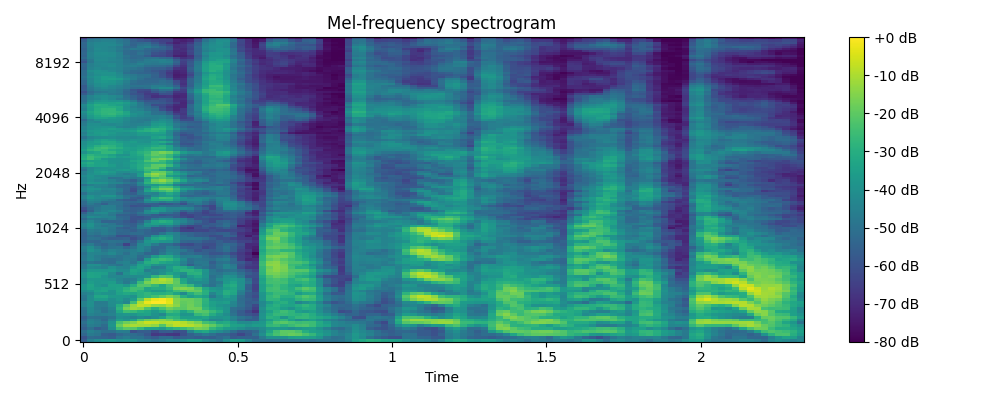 Mel-frequency spectrogram
Hz
8192
4096
2048
1024
512
0
0
0.5
1
1.5
2
Time
+0 dB
-10 dB
-20 dB
-30 dB
-40 dB
-50 dB
-60 dB
-70 dB
-80 dB